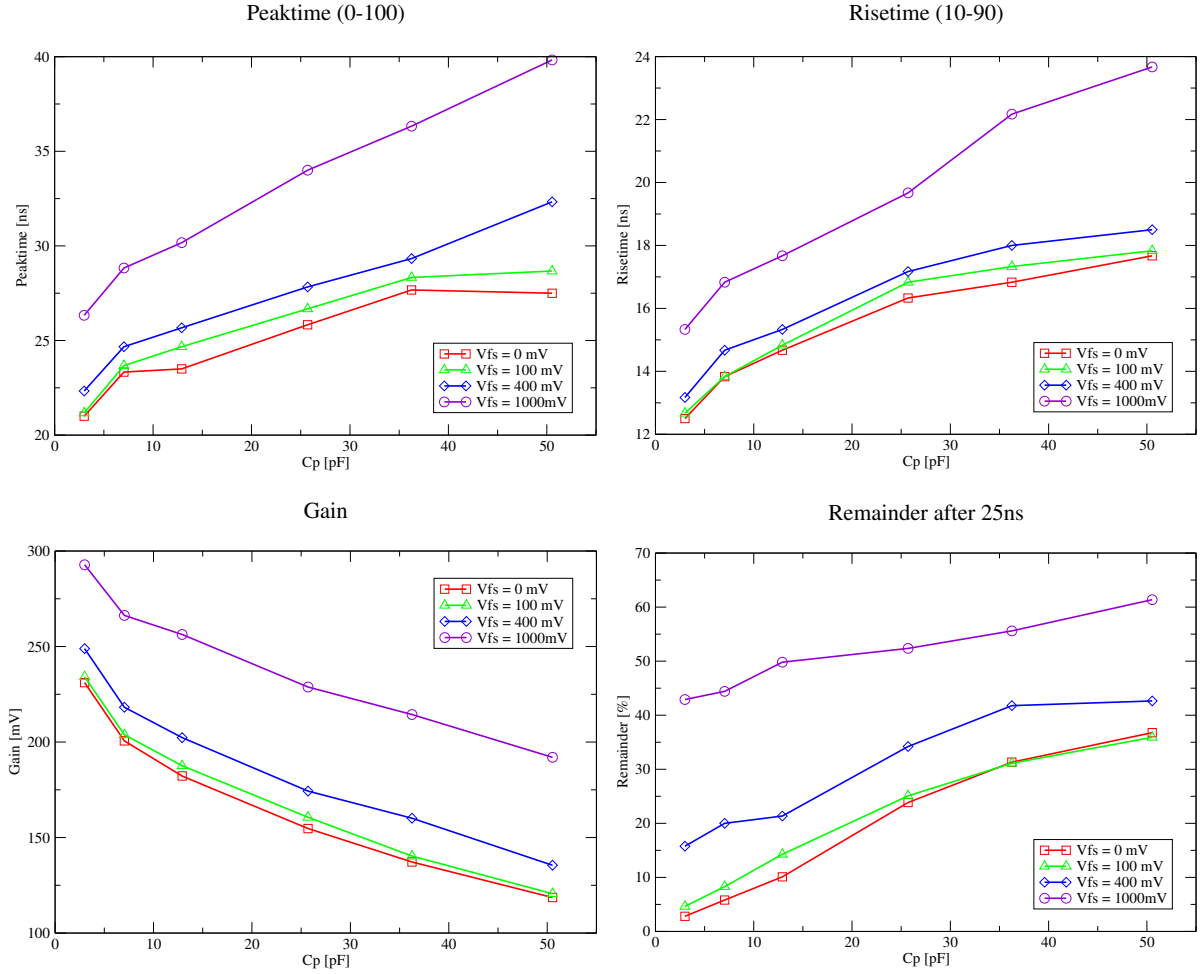 Peaktime (0-100)
40
35
30
25
20
Peaktime [ns]
0 10 20 30 40 50
Cp [pF]
Vfs = 0 mV
Vfs = 100 mV
Vfs = 400 mV
Vfs = 1000mV
Risetime (10-90)
24
22
20
18
16
14
12
Risetime [ns]
0 10 20 30 40 50
Cp [pF]
Vfs = 0 mV
Vfs = 100 mV
Vfs = 400 mV
Vfs = 1000mV
Gain
300
250
200
150
100
Gain [mV]
0 10 20 30 40 50
Cp [pF]
Vfs = 0 mV
Vfs = 100 mV
Vfs = 400 mV
Vfs = 1000mV
Remainder after 25ns
70
60
50
40
30
20
10
0
Remainder [%]
0 10 20 30 40 50
Cp [pF]
Vfs = 0 mV
Vfs = 100 mV
Vfs = 400 mV
Vfs = 1000mV